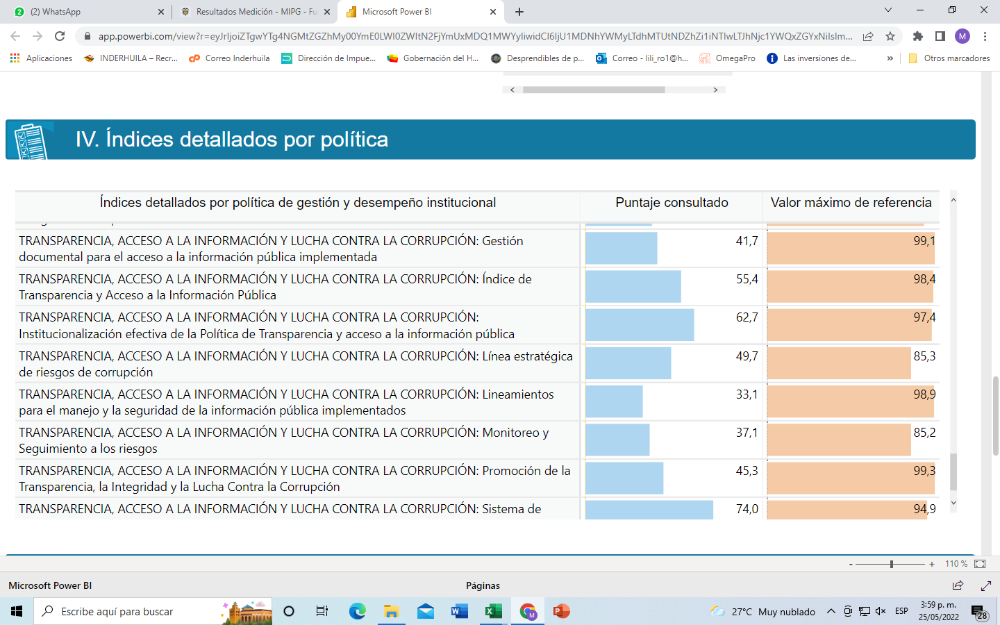 (2) WhatsApp
Resultados Medición - MIPG - Fu
Microsoft Power BI
app.powerbi.com/view?r=eyJrIjoiZTgwYTg4NGMtZGZhMy00YmE0LWI0ZWItN2FjYmUxMDQ1MWYyIiwidCI6IjU1MDNhYWMyLTdhMTUtNDZhZi1iNTIwLTJhNjc1YWQxZGYxNiIsIm...
M
Aplicaciones
INDERHUILA – Recr...
Correo Inderhuila
Dirección de Impue...
Gobernación del H...
Desprendibles de p...
Correo - lili_ro1@h...
OmegaPro
Las inversiones de...
»
Otros marcadores
IV. Índices detallados por política
Índices detallados por política de gestión y desempeño institucional
Puntaje consultado
Valor máximo de referencia
TRANSPARENCIA, ACCESO A LA INFORMACIÓN Y LUCHA CONTRA LA CORRUPCIÓN: Gestión
documental para el acceso a la información pública implementada
41,7
99,1
TRANSPARENCIA, ACCESO A LA INFORMACIÓN Y LUCHA CONTRA LA CORRUPCIÓN: Índice de
Transparencia y Acceso a la Información Pública
55,4
98,4
TRANSPARENCIA, ACCESO A LA INFORMACIÓN Y LUCHA CONTRA LA CORRUPCIÓN:
Institucionalización efectiva de la Política de Transparencia y acceso a la información pública
62,7
97,4
TRANSPARENCIA, ACCESO A LA INFORMACIÓN Y LUCHA CONTRA LA CORRUPCIÓN: Línea estratégica
de riesgos de corrupción
49,7
85,3
TRANSPARENCIA, ACCESO A LA INFORMACIÓN Y LUCHA CONTRA LA CORRUPCIÓN: Lineamientos
para el manejo y la seguridad de la información pública implementados
33,1
98,9
TRANSPARENCIA, ACCESO A LA INFORMACIÓN Y LUCHA CONTRA LA CORRUPCIÓN: Monitoreo y
Seguimiento a los riesgos
37,1
85,2
TRANSPARENCIA, ACCESO A LA INFORMACIÓN Y LUCHA CONTRA LA CORRUPCIÓN: Promoción de la
Transparencia, la Integridad y la Lucha Contra la Corrupción
45,3
99,3
TRANSPARENCIA, ACCESO A LA INFORMACIÓN Y LUCHA CONTRA LA CORRUPCIÓN: Sistema de
74,0
94,9
- + 110 %
Microsoft Power BI
Páginas
Escribe aquí para buscar
27°C Muy nublado
ESP
3:59 p. m.
25/05/2022
28